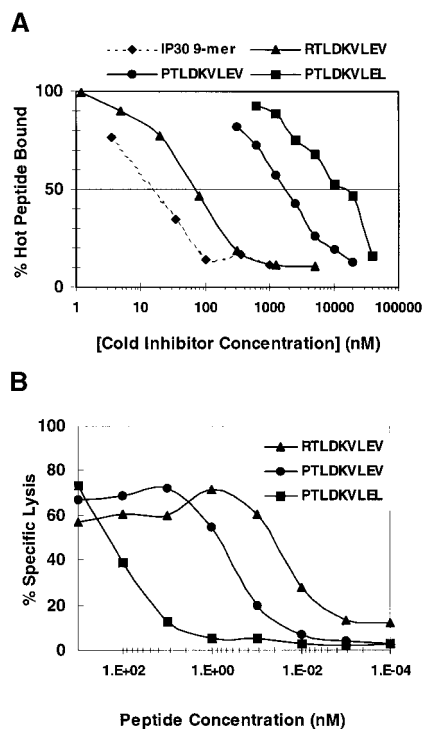 A
IP30 9-mer
RTLDKVLEV
PTLDKVLEV
PTLDKVLEL
% Hot Peptide Bound
100
50
0
1
10
100
1000
10000
100000
[Cold Inhibitor Concentration] (nM)
B
RTLDKVLEV
PTLDKVLEV
PTLDKVLEL
% Specific Lysis
100
80
60
40
20
0
1.E+02
1.E+00
1.E-02
1.E-04
Peptide Concentration (nM)